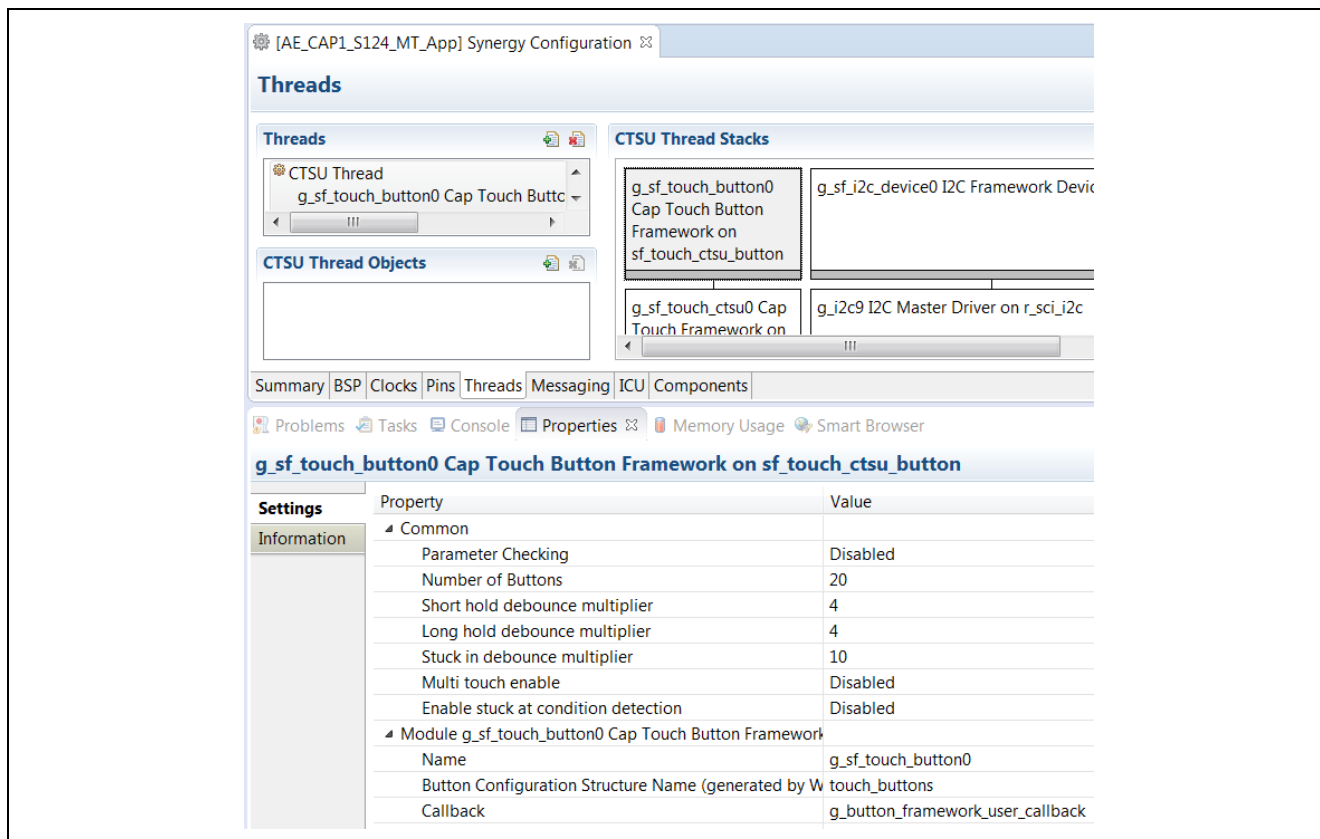 [AE_CAP1_S124_MT_App] Synergy Configuration
Threads
Threads
CTSU Thread
g_sf_touch_button0 Cap Touch Buttc
CTSU Thread Objects
CTSU Thread Stacks
g_sf_touch_button0
Cap Touch Button
Framework on
sf_touch_ctsu_button
g_sf_i2c_device0 I2C Framework Devic
g_sf_touch_ctsu0 Cap
Touch Framework on
g_i2c9 I2C Master Driver on r_sci_i2c
Summary BSP Clocks Pins Threads Messaging ICU Components
Problems Tasks Console Properties Memory Usage Smart Browser
g_sf_touch_button0 Cap Touch Button Framework on sf_touch_ctsu_button
Settings
Information
Property Value
Common
Parameter Checking Disabled
Number of Buttons 20
Short hold debounce multiplier 4
Long hold debounce multiplier 4
Stuck in debounce multiplier 10
Multi touch enable Disabled
Enable stuck at condition detection Disabled
Module g_sf_touch_button0 Cap Touch Button Framework
Name g_sf_touch_button0
Button Configuration Structure Name (generated by W touch_buttons
Callback g_button_framework_user_callback